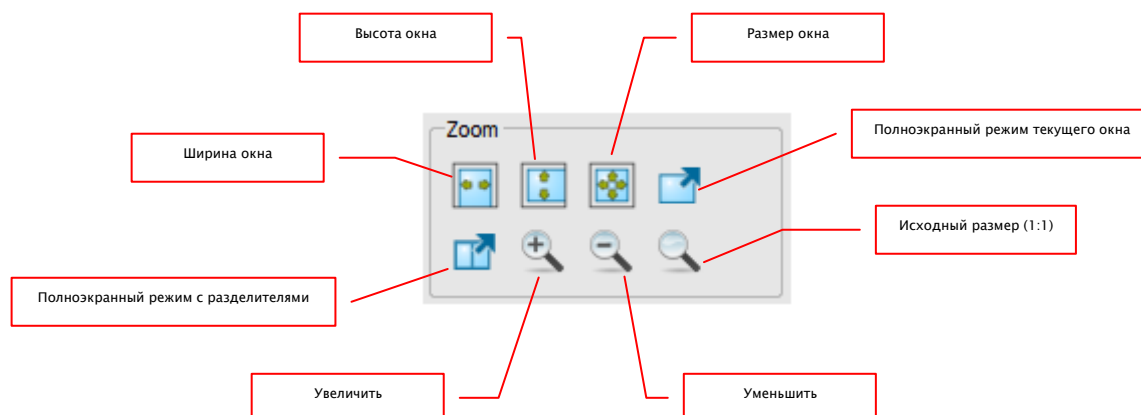 Высота окна
Размер окна
Zoom
Полноэкранный режим текущего окна
Ширина окна
Исходный размер (1:1)
Полноэкранный режим с разделителями
Увеличить
Уменьшить